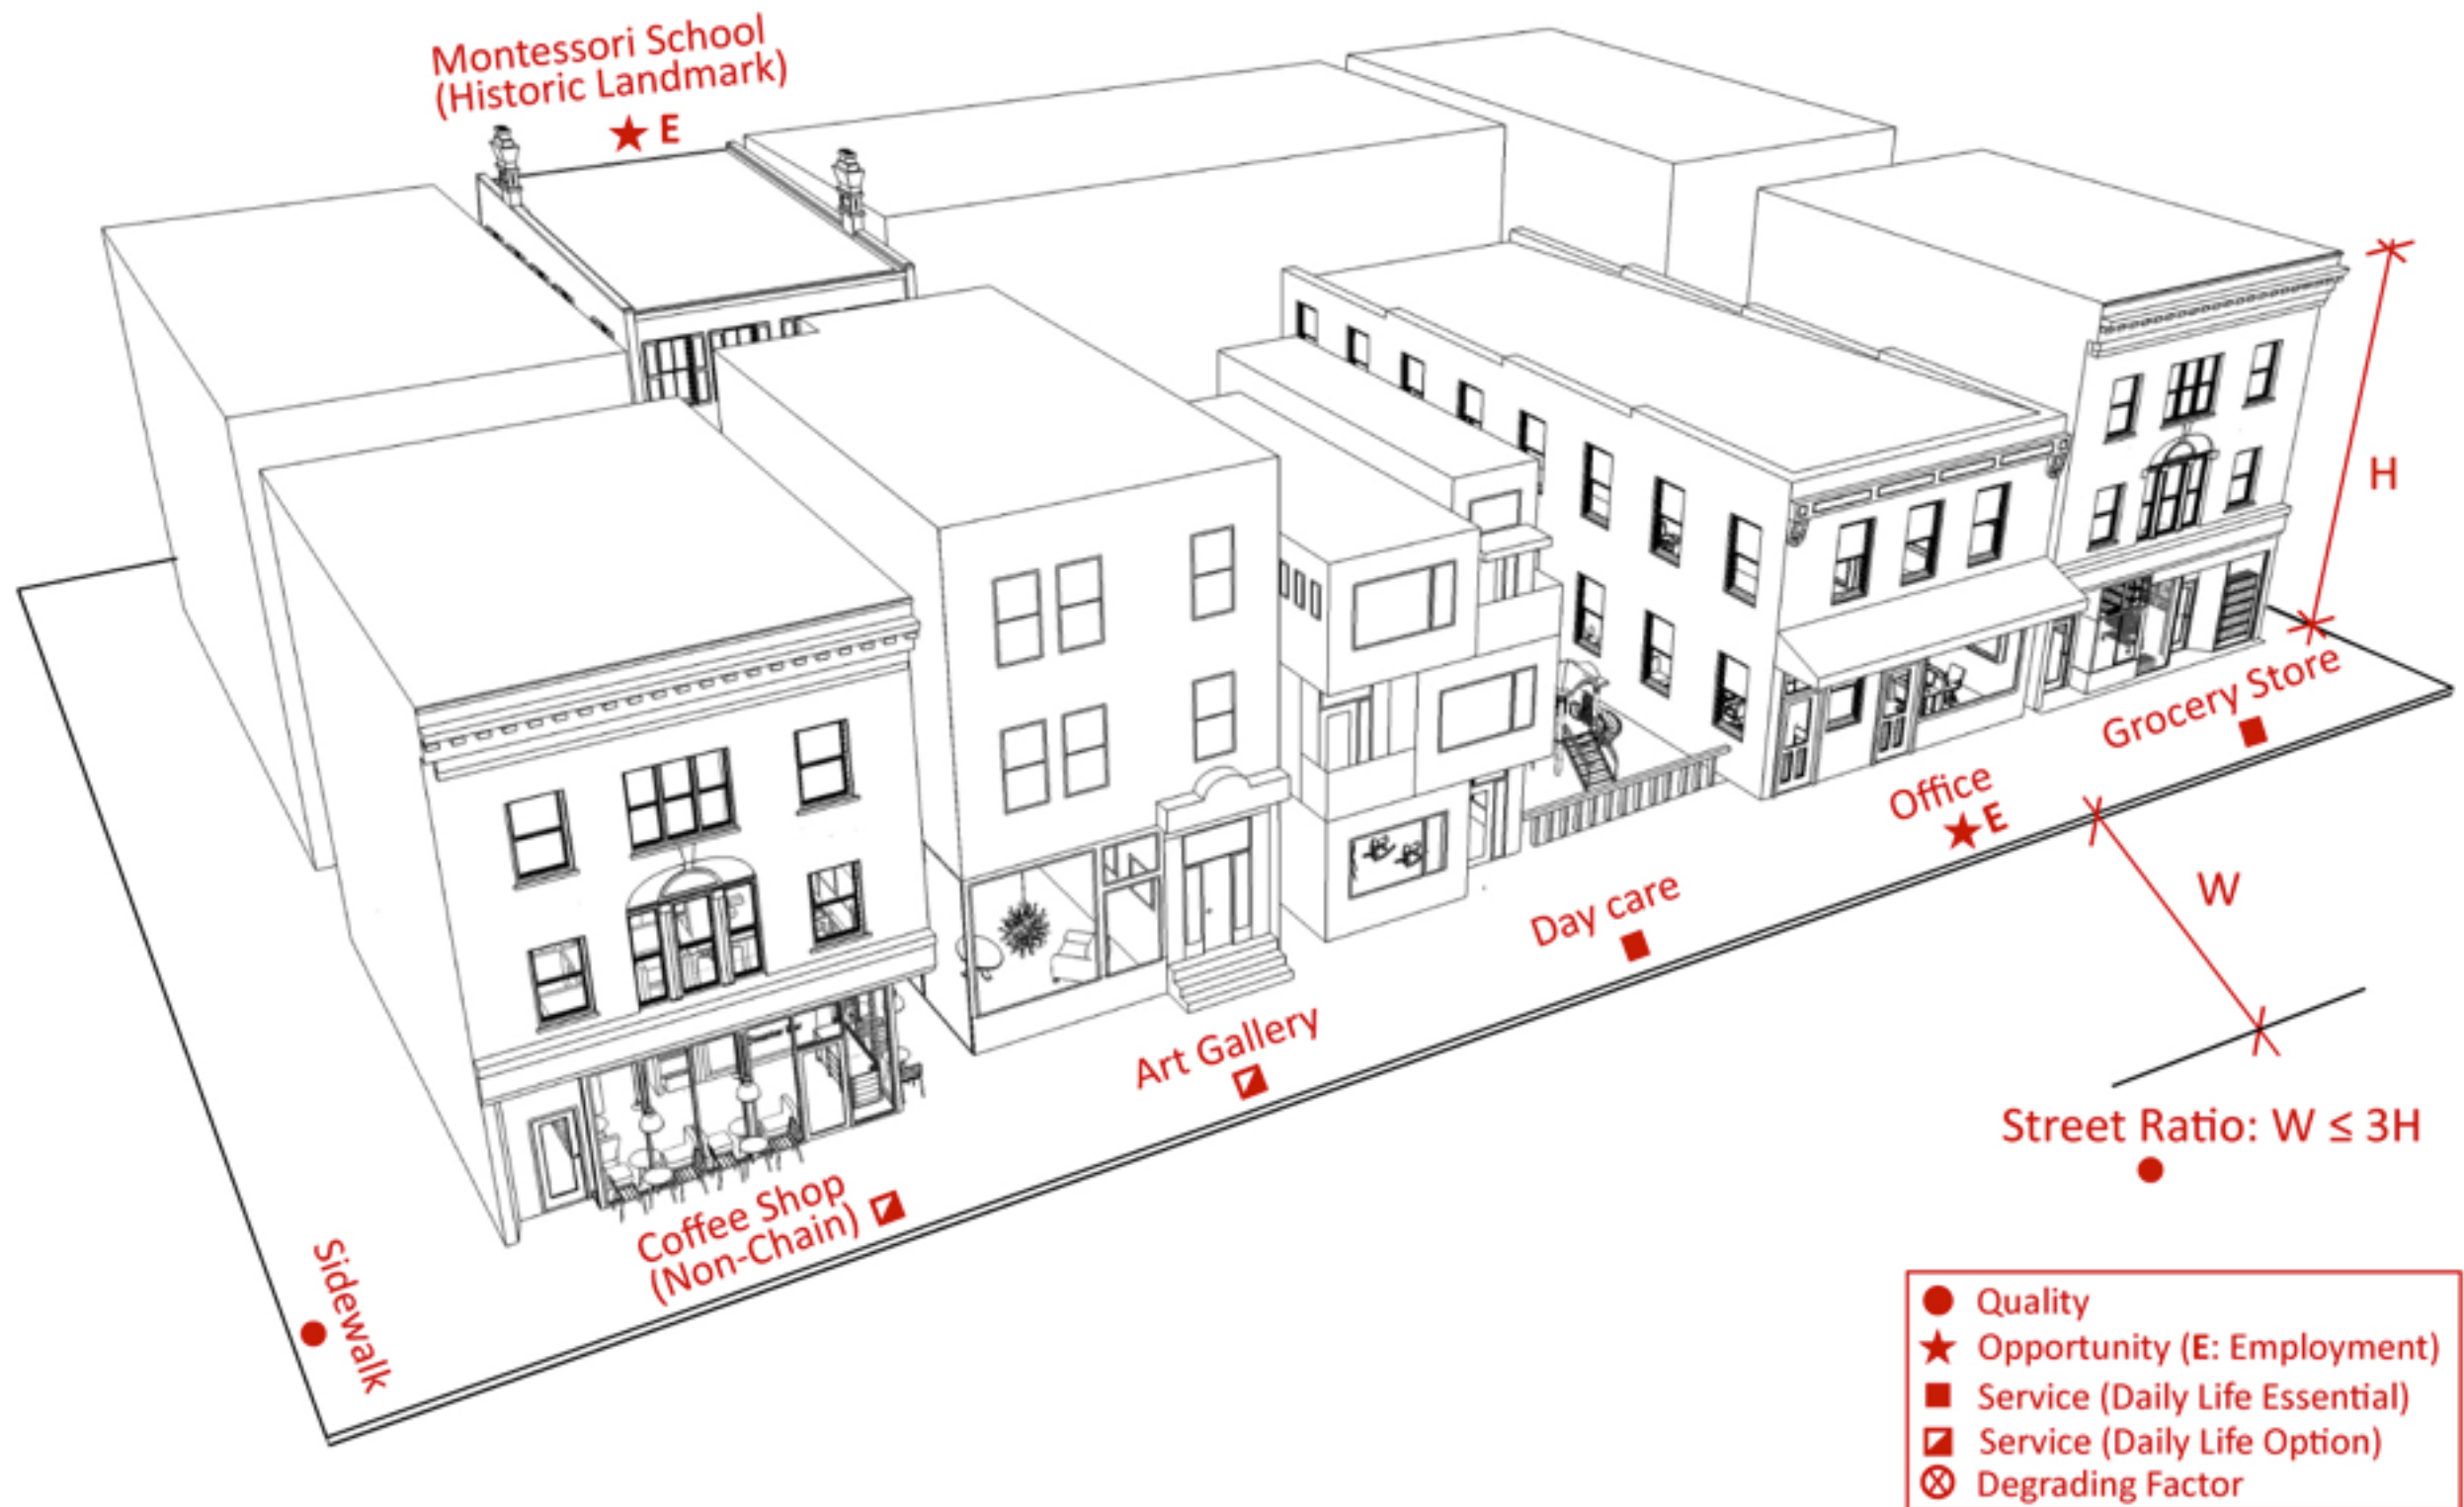 Montessori School
(Historic Landmark)
E
H
Grocery Store
Office
E
W
Day care
Art Gallery
Street Ratio: W ≤ 3H
Coffee Shop
(Non-Chain)
Sidewalk
Quality
Opportunity (E: Employment)
Service (Daily Life Essential)
Service (Daily Life Option)
Degrading Factor